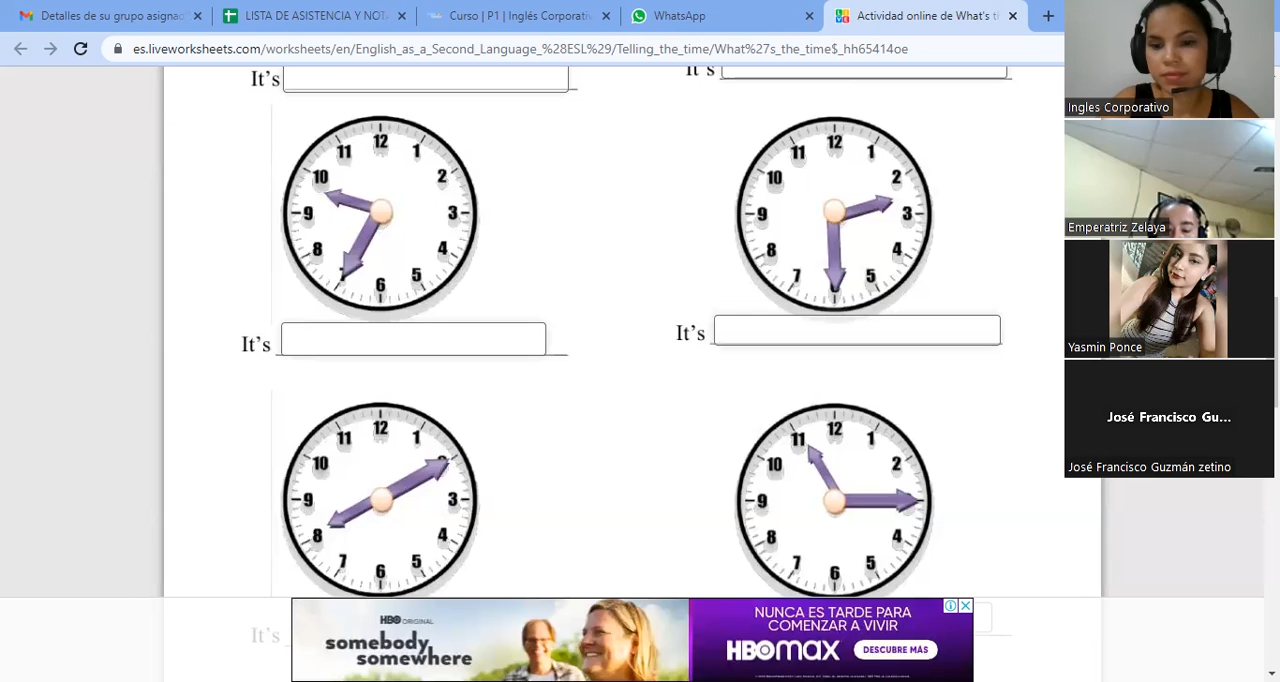 Detalles de su grupo asignad
LISTA DE ASISTENCIA Y NOT
Curso | P1 | Inglés Corporati
WhatsApp
Actividad online de What's ti
es.liveworksheets.com/worksheets/en/English_as_a_Second_Language_%28ESL%29/Telling_the_time/What%27s_the_time$_hh65414oe
It's
It's
12
11 1
10 2
9 3
8 4
5
6
12
11 1
10 2
9 3
8 4
7 5
It's
It's
12
11 1
10
9 3
8 4
7 5
6
12
11 1
10 2
9
8 4
7 5
6
It's
HBO ORIGINAL
somebody
somewhere
NUNCA ES TARDE PARA
COMENZAR A VIVIR
HBOMAX
DESCUBRE MÁS
Ingles Corporativo
Emperatriz Zelaya
Yasmin Ponce
José Francisco Gu...
José Francisco Guzmán zetino